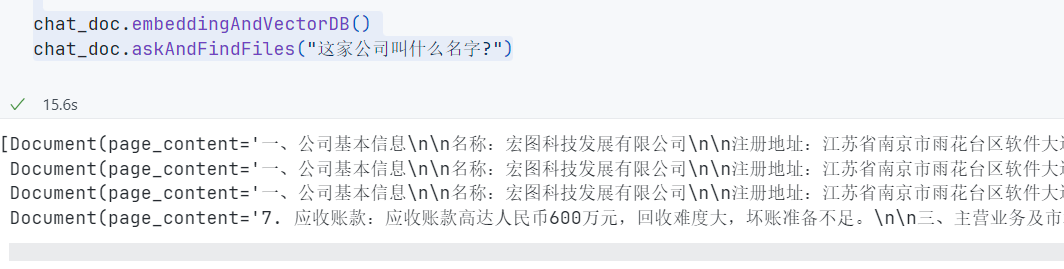 chat_doc.embeddingAndVectorDB()
chat_doc.askAndFindFiles("这家公司叫什么名字?")
15.6s
[Document(page_content='一、公司基本信息\n\n名称：宏图科技发展有限公司\n\n注册地址：江苏省南京市雨花台区软件大
Document(page_content='一、公司基本信息\n\n名称：宏图科技发展有限公司\n\n注册地址：江苏省南京市雨花台区软件大
Document(page_content='一、公司基本信息\n\n名称：宏图科技发展有限公司\n\n注册地址：江苏省南京市雨花台区软件大
Document(page_content='7. 应收账款：应收账款高达人民币600万元，回收难度大，坏账准备不足。\n\n三、主营业务及市